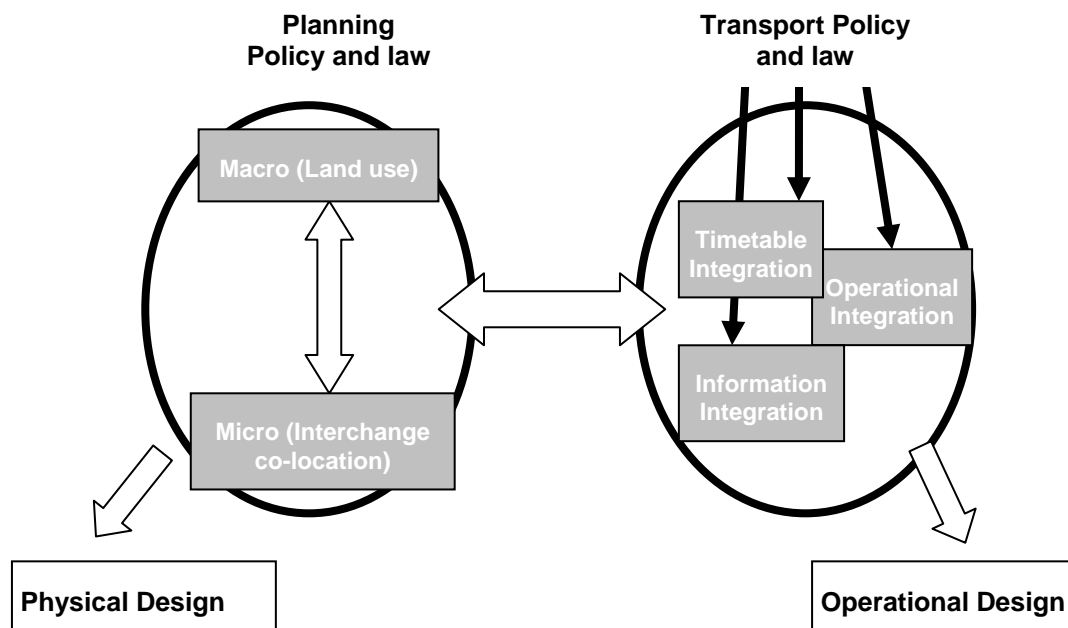 Planning
Policy and law
Transport Policy
and law
Macro (Land use)
Timetable
Integration
Operational
Integration
Information
Integration
Micro (Interchange
co-location)
Physical Design
Operational Design